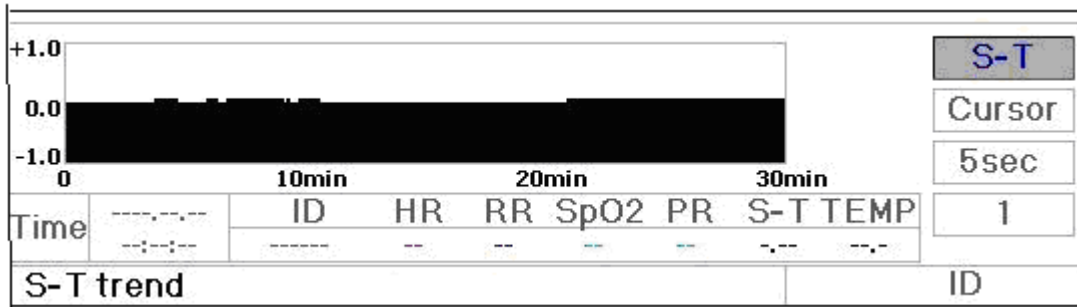 +1.0
S-T
0.0
Cursor
-1.0
5sec
0 10min 20min 30min
Time ----.--.-- ID HR RR SpO2 PR S-T TEMP 1
--:--:-- ------ -- -- -- -- -.-- --.-
S-T trend ID